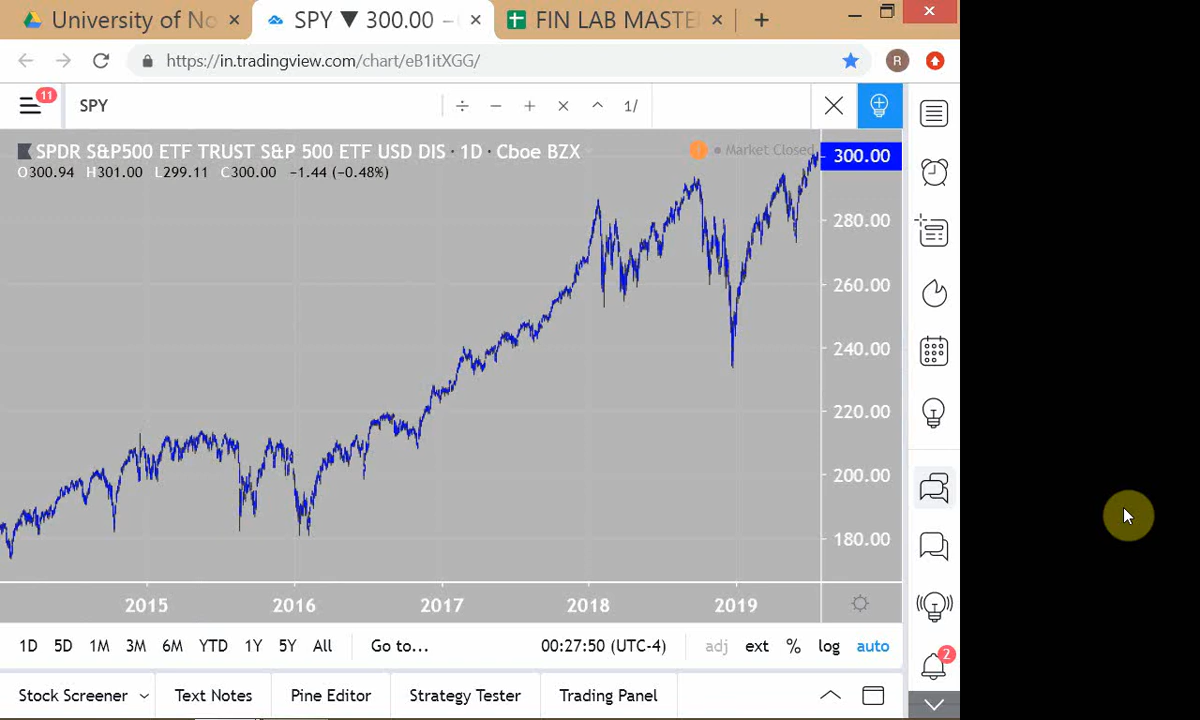 University of No
SPY ▼ 300.00 –
FIN LAB MASTE
https://in.tradingview.com/chart/eB1itXGG/
R
11
SPY
÷ − + × ^ 1/
SPDR S&P500 ETF TRUST S&P 500 ETF USD DIS · 1D · Cboe BZX
Market Closed
O300.94 H301.00 L299.11 C300.00 −1.44 (−0.48%)
300.00
280.00
260.00
240.00
220.00
200.00
180.00
2015 2016 2017 2018 2019
1D 5D 1M 3M 6M YTD 1Y 5Y All Go to... 00:27:50 (UTC-4) adj ext % log auto
2
Stock Screener Text Notes Pine Editor Strategy Tester Trading Panel